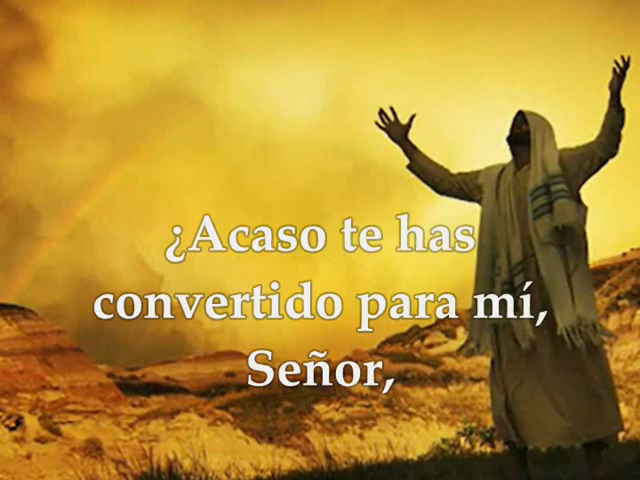 ¿Acaso te has
convertido para mí,
Señor,